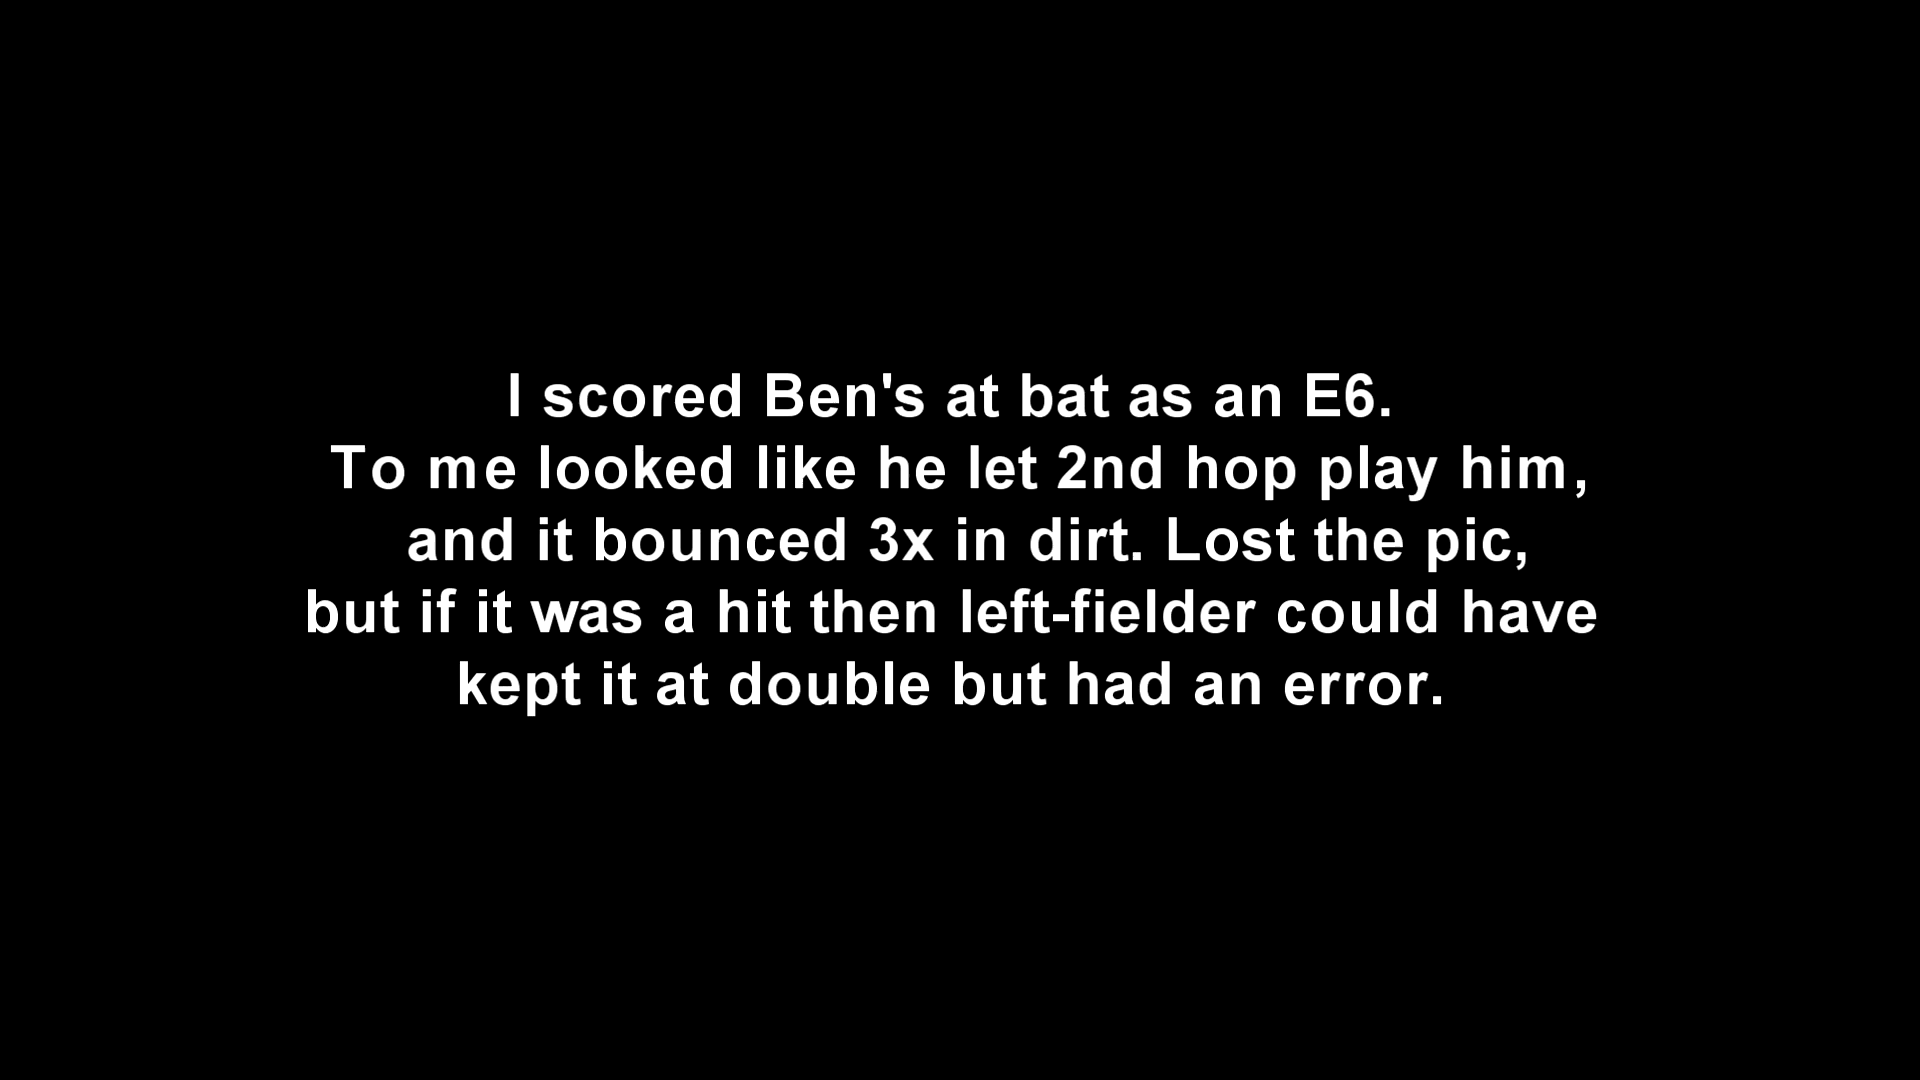 I scored Ben's at bat as an E6.
To me looked like he let 2nd hop play him,
and it bounced 3x in dirt. Lost the pic,
but if it was a hit then left-fielder could have
kept it at double but had an error.